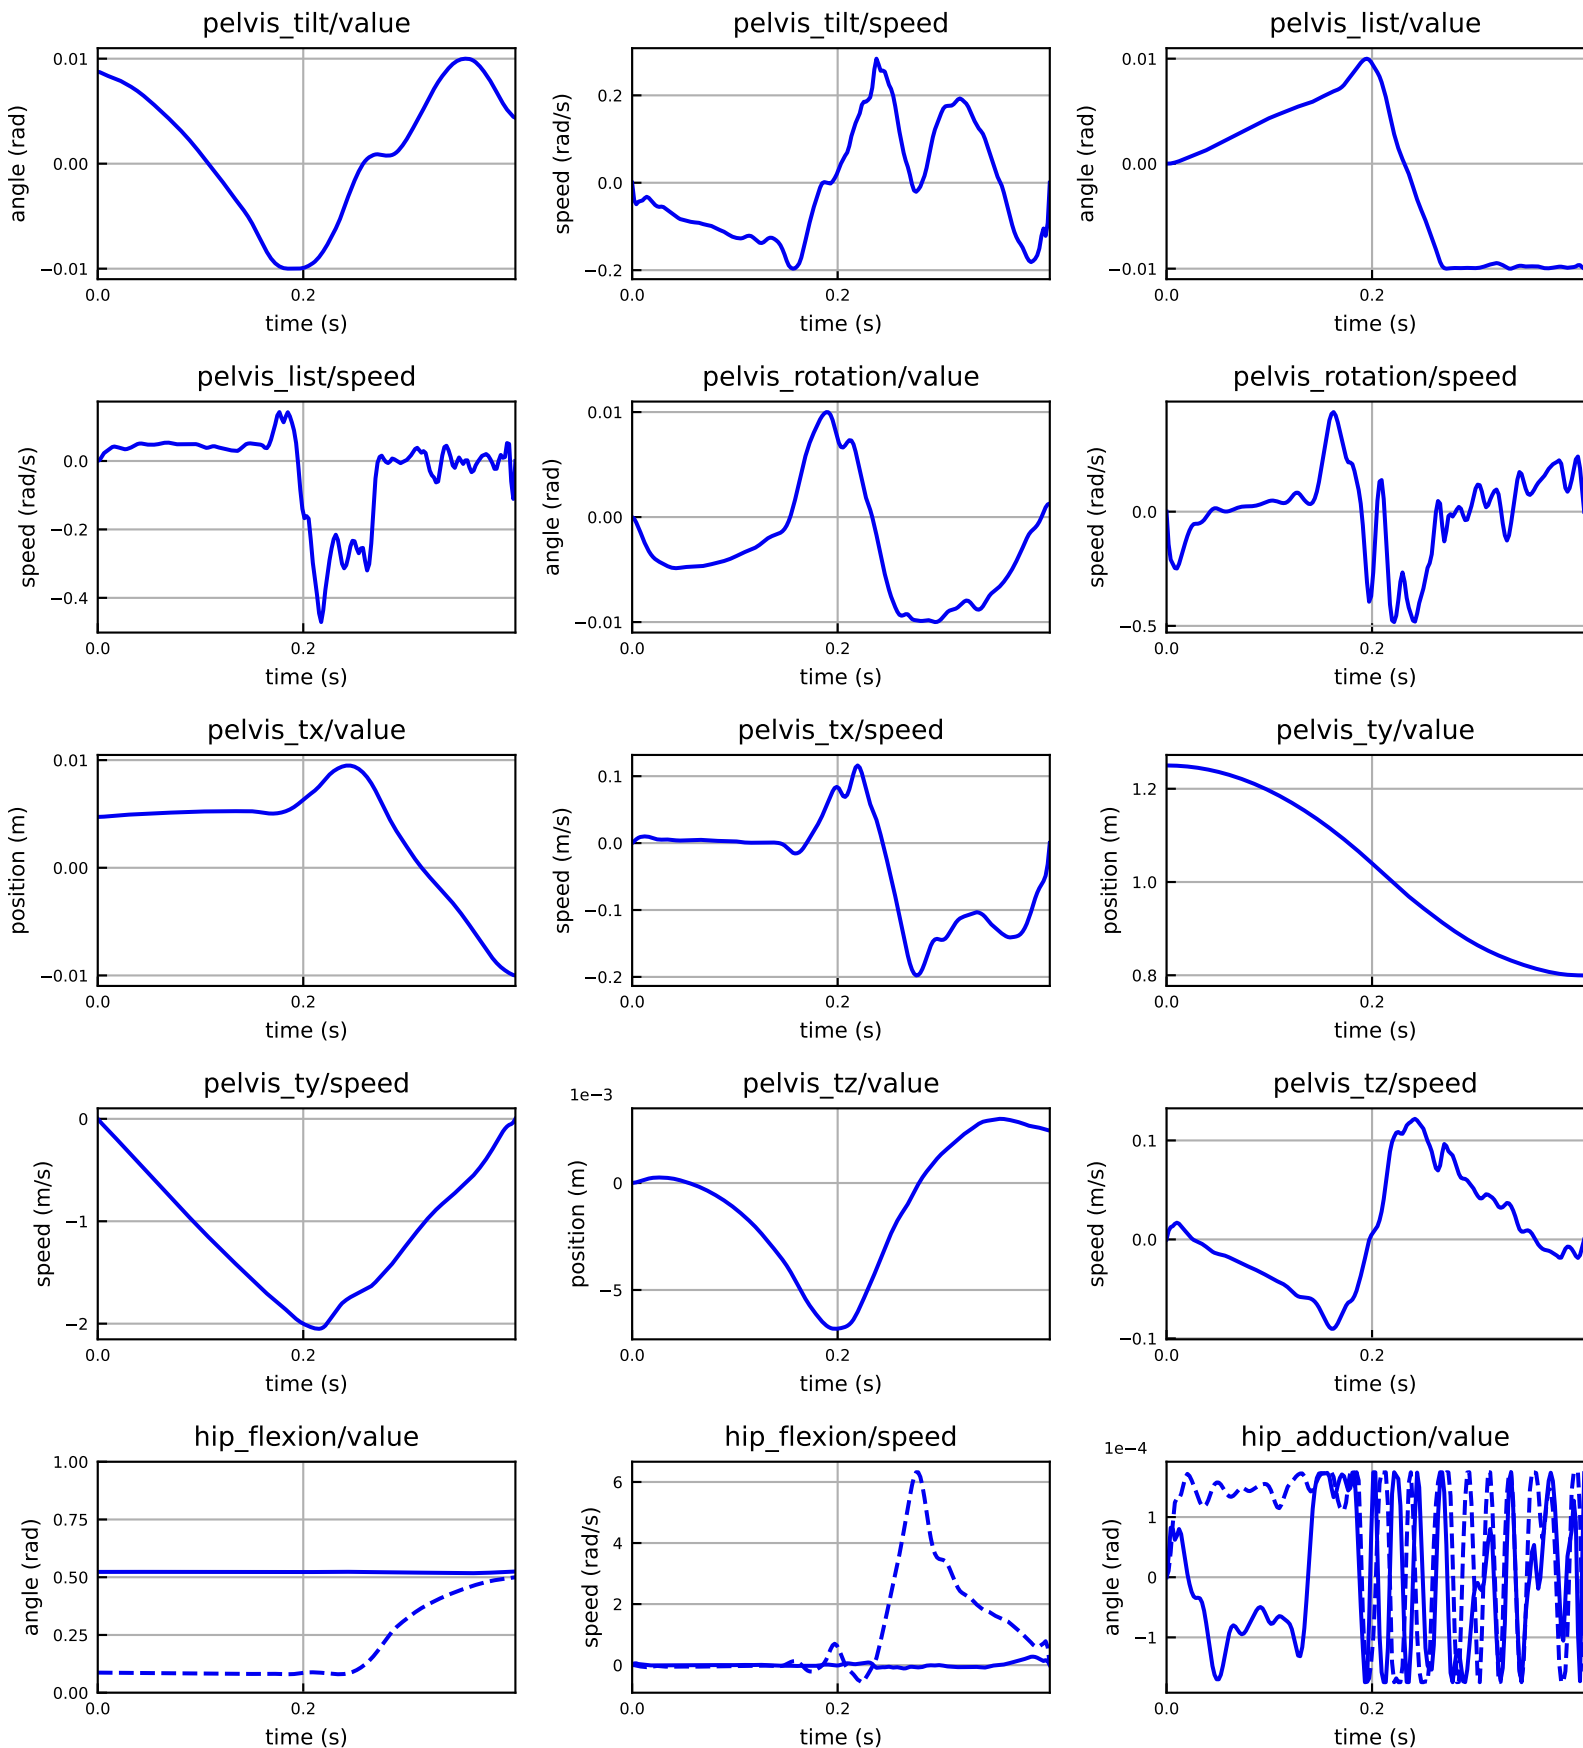 pelvis_tilt/value
pelvis_tilt/speed
pelvis_list/value
angle (rad)
0.01
0.00
−0.01
0.0
0.2
time (s)
speed (rad/s)
0.2
0.0
−0.2
0.0
0.2
time (s)
angle (rad)
0.01
0.00
−0.01
0.0
0.2
time (s)
pelvis_list/speed
pelvis_rotation/value
pelvis_rotation/speed
speed (rad/s)
0.0
−0.2
−0.4
0.0
0.2
time (s)
angle (rad)
0.01
0.00
−0.01
0.0
0.2
time (s)
speed (rad/s)
0.0
−0.5
0.0
0.2
time (s)
pelvis_tx/value
pelvis_tx/speed
pelvis_ty/value
position (m)
0.01
0.00
−0.01
0.0
0.2
time (s)
speed (m/s)
0.1
0.0
−0.1
−0.2
0.0
0.2
time (s)
position (m)
1.2
1.0
0.8
0.0
0.2
time (s)
pelvis_ty/speed
pelvis_tz/value
pelvis_tz/speed
speed (m/s)
0
−1
−2
0.0
0.2
time (s)
1e−3
position (m)
0
−5
0.0
0.2
time (s)
speed (m/s)
0.1
0.0
−0.1
0.0
0.2
time (s)
hip_flexion/value
hip_flexion/speed
hip_adduction/value
angle (rad)
1.00
0.75
0.50
0.25
0.00
0.0
0.2
time (s)
speed (rad/s)
6
4
2
0
0.0
0.2
time (s)
1e−4
angle (rad)
1
0
−1
0.0
0.2
time (s)